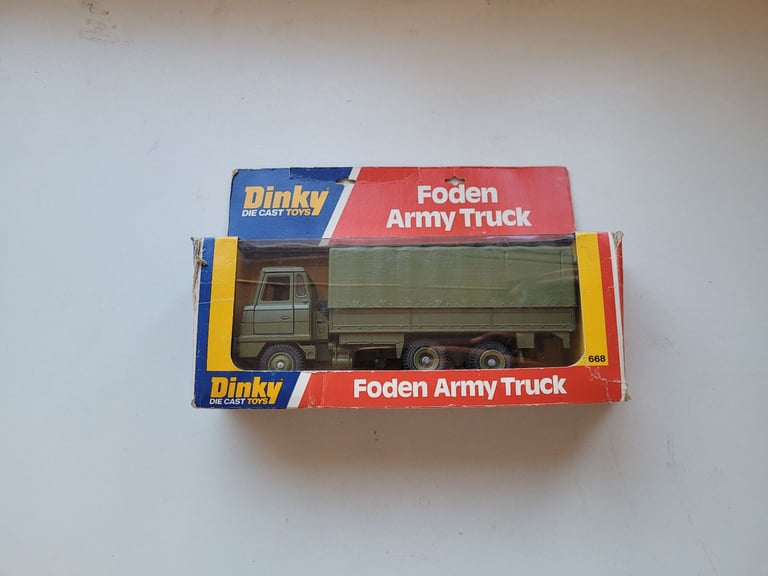 Dinky
DIE CAST TOYS
Foden
Army Truck
668
Dinky
DIE CAST TOYS
Foden Army Truck